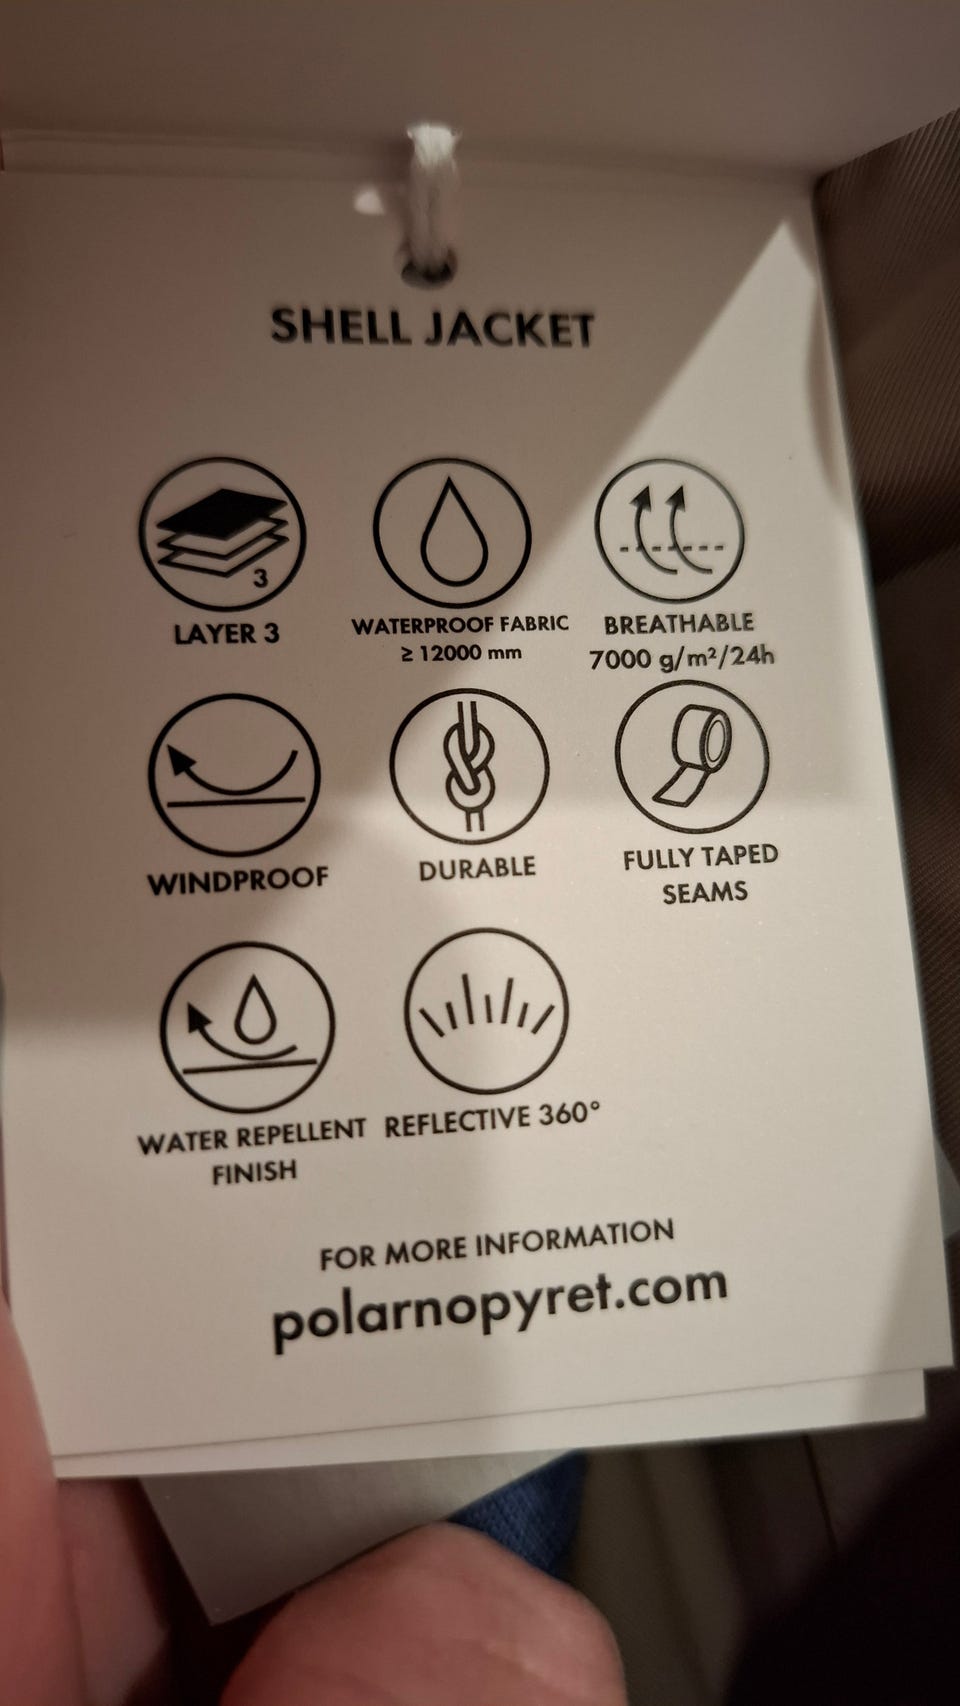 SHELL JACKET
3
LAYER 3
WATERPROOF FABRIC
≥ 12000 mm
BREATHABLE
7000 g/m²/24h
WINDPROOF
DURABLE
FULLY TAPED
SEAMS
WATER REPELLENT
FINISH
REFLECTIVE 360°
FOR MORE INFORMATION
polarnopyret.com